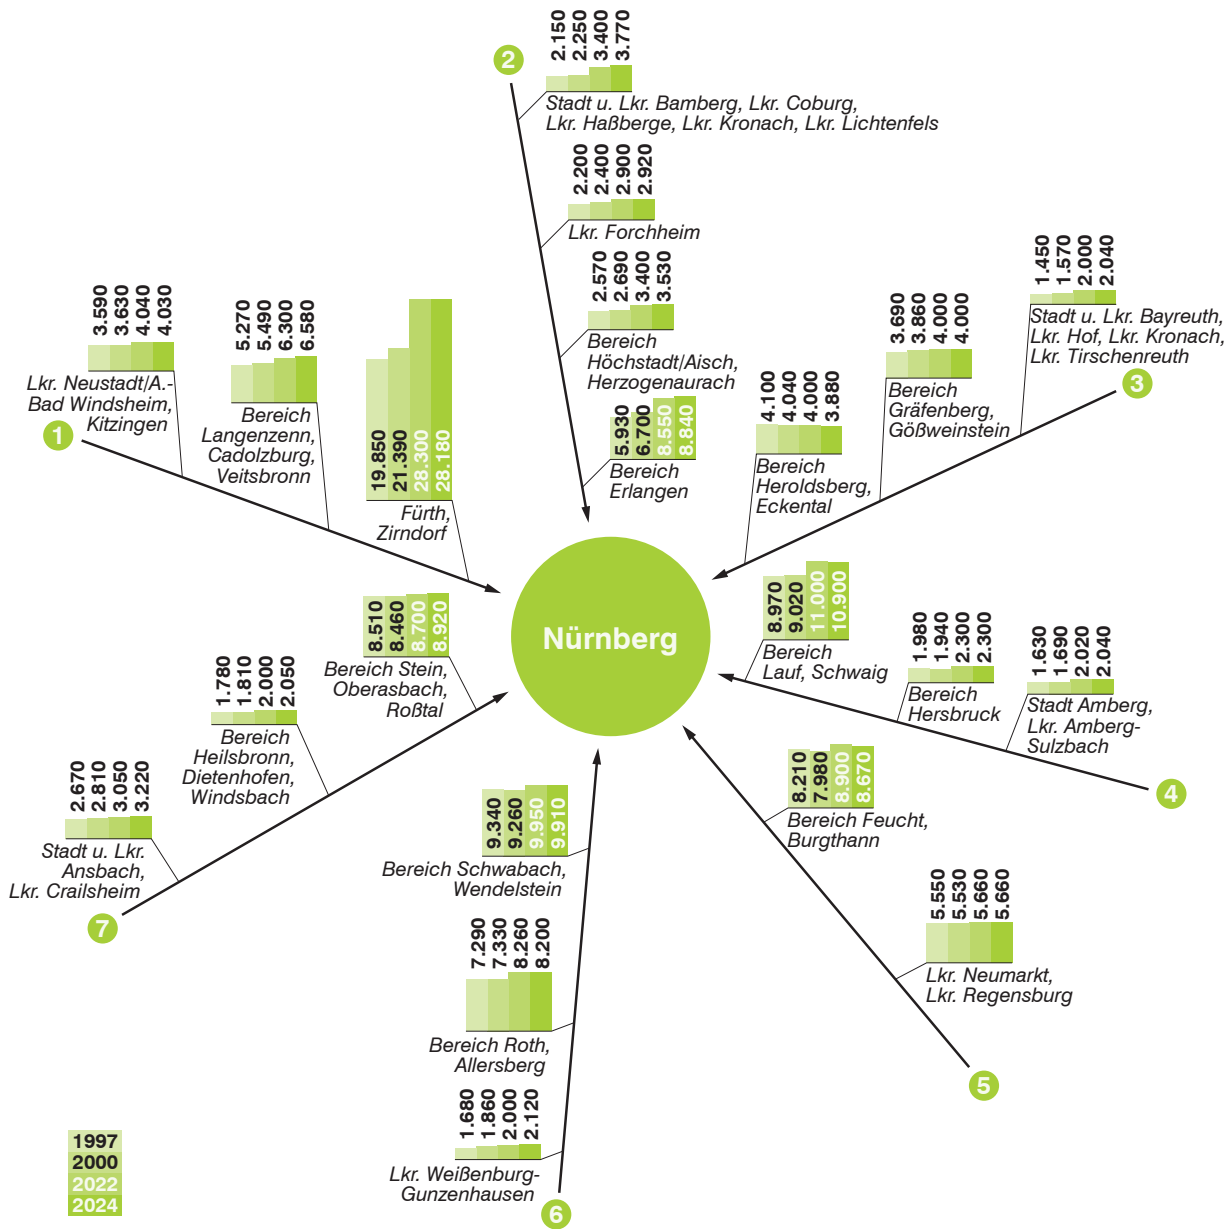 2
2.150
2.250
3.400
3.770
Stadt u. Lkr. Bamberg, Lkr. Coburg,
Lkr. Haßberge, Lkr. Kronach, Lkr. Lichtenfels
2.200
2.400
2.900
2.920
Lkr. Forchheim
2.570
2.690
3.400
3.530
Bereich
Höchstadt/Aisch,
Herzogenaurach
5.930
6.700
8.550
8.840
Bereich
Erlangen
3.590
3.630
4.040
4.030
Lkr. Neustadt/A.-
Bad Windsheim,
Kitzingen
1
5.270
5.490
6.300
6.580
Bereich
Langenzenn,
Cadolzburg,
Veitsbronn
19.850
21.390
28.300
28.180
Fürth,
Zirndorf
1.450
1.570
2.000
2.040
Stadt u. Lkr. Bayreuth,
Lkr. Hof, Lkr. Kronach,
Lkr. Tirschenreuth
3
3.690
3.860
4.000
4.000
Bereich
Gräfenberg,
Gößweinstein
4.100
4.040
4.000
3.880
Bereich
Heroldsberg,
Eckental
Nürnberg
8.970
9.020
11.000
10.900
Bereich
Lauf, Schwaig
1.980
1.940
2.300
2.300
Bereich
Hersbruck
1.630
1.690
2.020
2.040
Stadt Amberg,
Lkr. Amberg-
Sulzbach
4
8.510
8.460
8.700
8.920
Bereich Stein,
Oberasbach,
Roßtal
1.780
1.810
2.000
2.050
Bereich
Heilsbronn,
Dietenhofen,
Windsbach
2.670
2.810
3.050
3.220
Stadt u. Lkr.
Ansbach,
Lkr. Crailsheim
7
8.210
7.980
8.900
8.670
Bereich Feucht,
Burgthann
5.550
5.530
5.660
5.660
Lkr. Neumarkt,
Lkr. Regensburg
5
9.340
9.260
9.950
9.910
Bereich Schwabach,
Wendelstein
7.290
7.330
8.260
8.200
Bereich Roth,
Allersberg
1.680
1.860
2.000
2.120
Lkr. Weißenburg-
Gunzenhausen
6
1997
2000
2022
2024